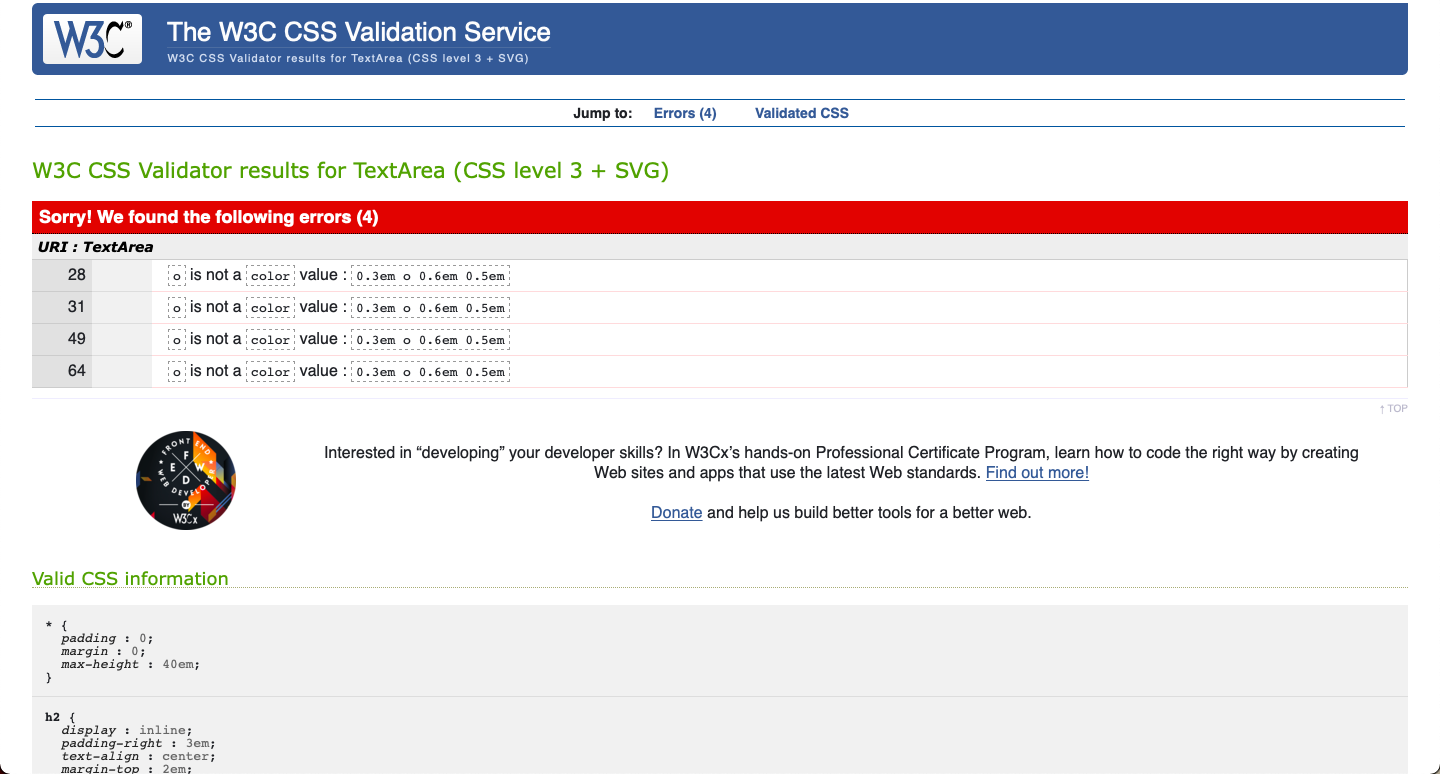 W3C®
The W3C CSS Validation Service
W3C CSS Validator results for TextArea (CSS level 3 + SVG)
Jump to: Errors (4) Validated CSS
W3C CSS Validator results for TextArea (CSS level 3 + SVG)
Sorry! We found the following errors (4)
URI : TextArea
28 o is not a color value : 0.3em o 0.6em 0.5em
31 o is not a color value : 0.3em o 0.6em 0.5em
49 o is not a color value : 0.3em o 0.6em 0.5em
64 o is not a color value : 0.3em o 0.6em 0.5em
↑ TOP
FRONT END
F
E W
D
WEB DEVELOPER
BY
W3Cx
Interested in “developing” your developer skills? In W3Cx’s hands-on Professional Certificate Program, learn how to code the right way by creating
Web sites and apps that use the latest Web standards. Find out more!
Donate and help us build better tools for a better web.
Valid CSS information
* {
padding : 0;
margin : 0;
max-height : 40em;
}
h2 {
display : inline;
padding-right : 3em;
text-align : center;
margin-top : 2em;